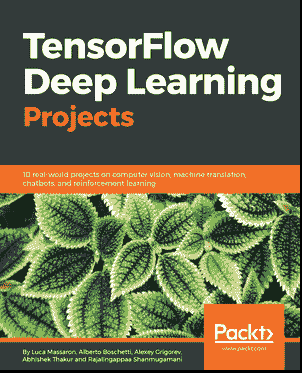 TensorFlow
Deep Learning
Projects
10 real-world projects on computer vision, machine translation,
chatbots, and reinforcement learning
Packt>
www.packt.com
By Luca Massaron, Alberto Boschetti, Alexey Grigorev,
Abhishek Thakur and Rajalingappaa Shanmugamani